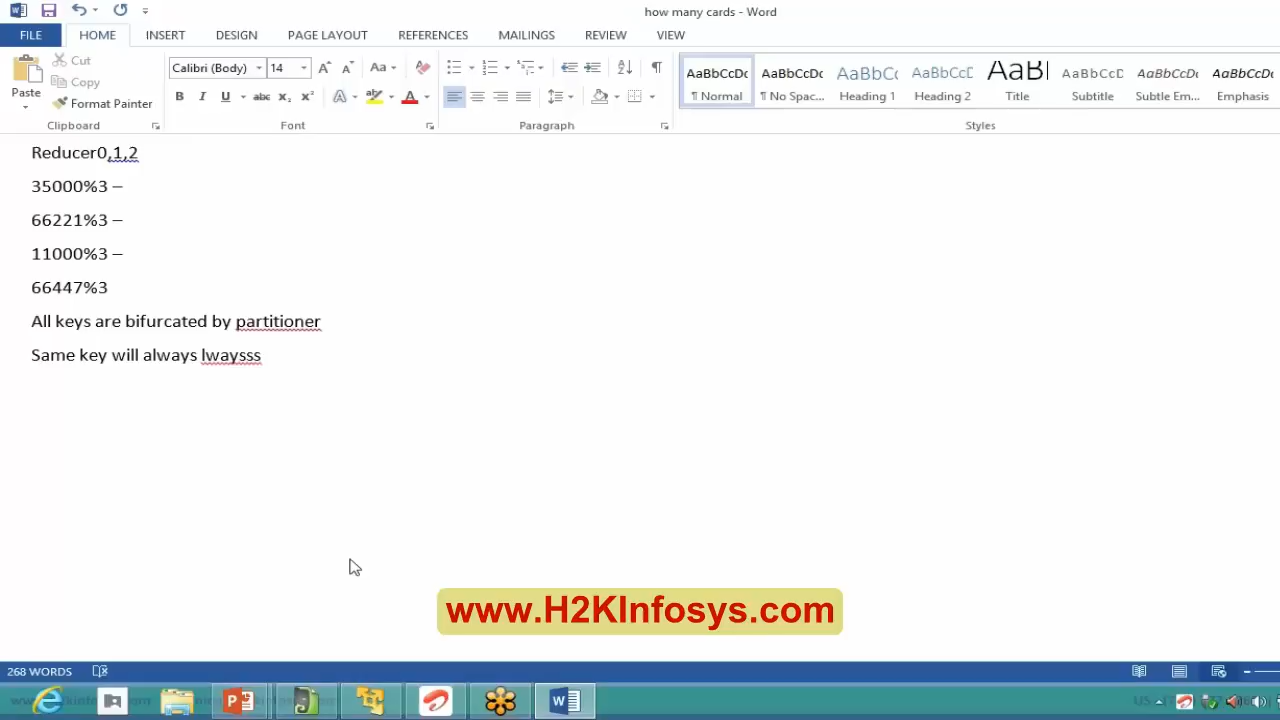 how many cards - Word
FILE HOME INSERT DESIGN PAGE LAYOUT REFERENCES MAILINGS REVIEW VIEW
Paste
Cut
Copy
Format Painter
Clipboard
Calibri (Body) 14
Font
Paragraph
AaBbCcDc AaBbCcDc AaBbCc AaBbCcD AaBl AaBbCcD AaBbCcDc AaBbCcDc
¶ Normal ¶ No Spac... Heading 1 Heading 2 Title Subtitle Subtle Em... Emphasis
Styles
Reducer0,1,2
35000%3 –
66221%3 –
11000%3 –
66447%3
All keys are bifurcated by partitioner
Same key will always lwaysss
www.H2KInfosys.com
268 WORDS